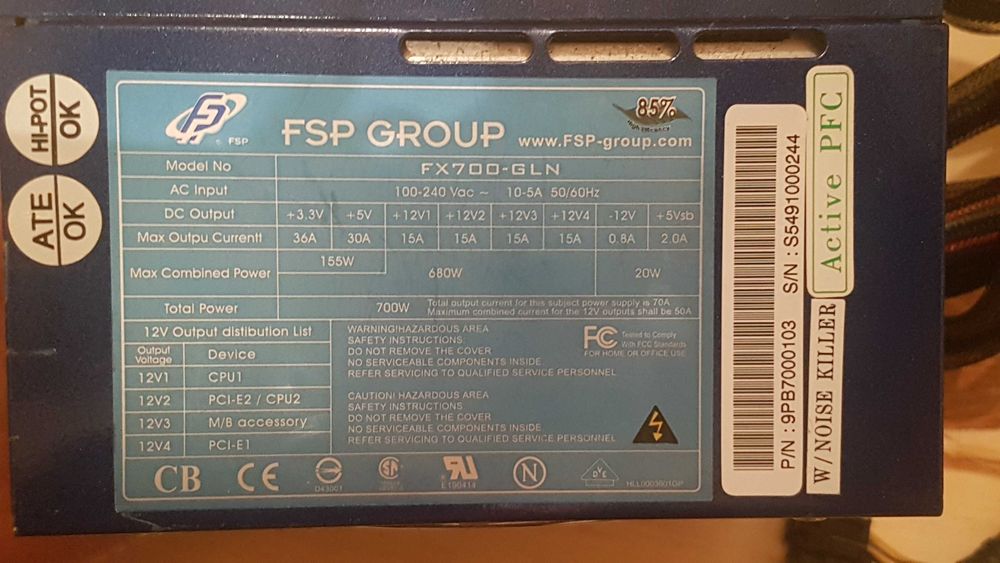 HI-POT
OK
ATE
OK
FSP
FSP GROUP www.FSP-group.com
85%
High Efficiency
Model No FX700-GLN
AC Input 100-240 Vac ~ 10-5A 50/60Hz
DC Output +3.3V +5V +12V1 +12V2 +12V3 +12V4 -12V +5Vsb
Max Outpu Currentl 36A 30A 15A 15A 15A 15A 0.8A 2.0A
Max Combined Power 155W 680W 20W
Total Power 700W
Total output current for this subject power supply is 70A
Maximum combined current for the 12V outputs shall be 50A
12V Output distibution List
Output Voltage Device
12V1 CPU1
12V2 PCI-E2 / CPU2
12V3 M/B accessory
12V4 PCI-E1
WARNING!HAZARDOUS AREA
SAFETY INSTRUCTIONS:
DO NOT REMOVE THE COVER
NO SERVICEABLE COMPONENTS INSIDE
REFER SERVICING TO QUALIFIED SERVICE PERSONNEL
CAUTION! HAZARDOUS AREA
SAFETY INSTRUCTIONS:
DO NOT REMOVE THE COVER
NO SERVICEABLE COMPONENTS INSIDE
REFER SERVICING TO QUALIFIED SERVICE PERSONNEL
FC Tested to Comply
With FCC Standards
FOR HOME OR OFFICE USE
CB CE
S
D43001
RU
E190414
N
DVE
P/N : 9PB7000103 S/N : S5491000244
Active PFC
W/NOISE KILLER